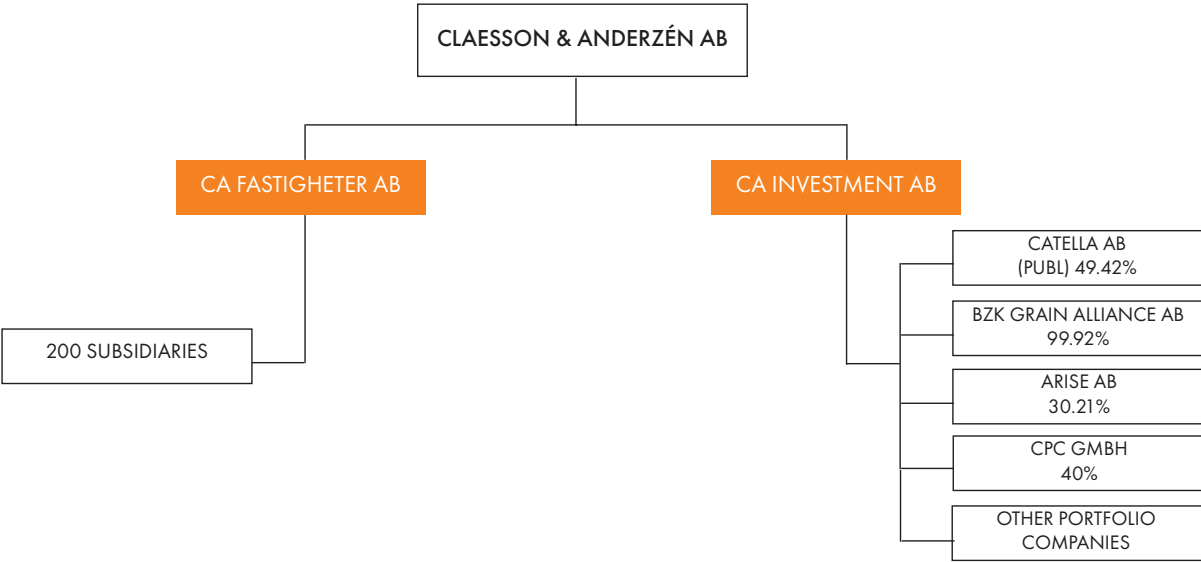 CLAESSON & ANDERZÉN AB
CA FASTIGHETER AB
CA INVESTMENT AB
200 SUBSIDIARIES
CATELLA AB
(PUBL) 49.42%
BZK GRAIN ALLIANCE AB
99.92%
ARISE AB
30.21%
CPC GMBH
40%
OTHER PORTFOLIO
COMPANIES